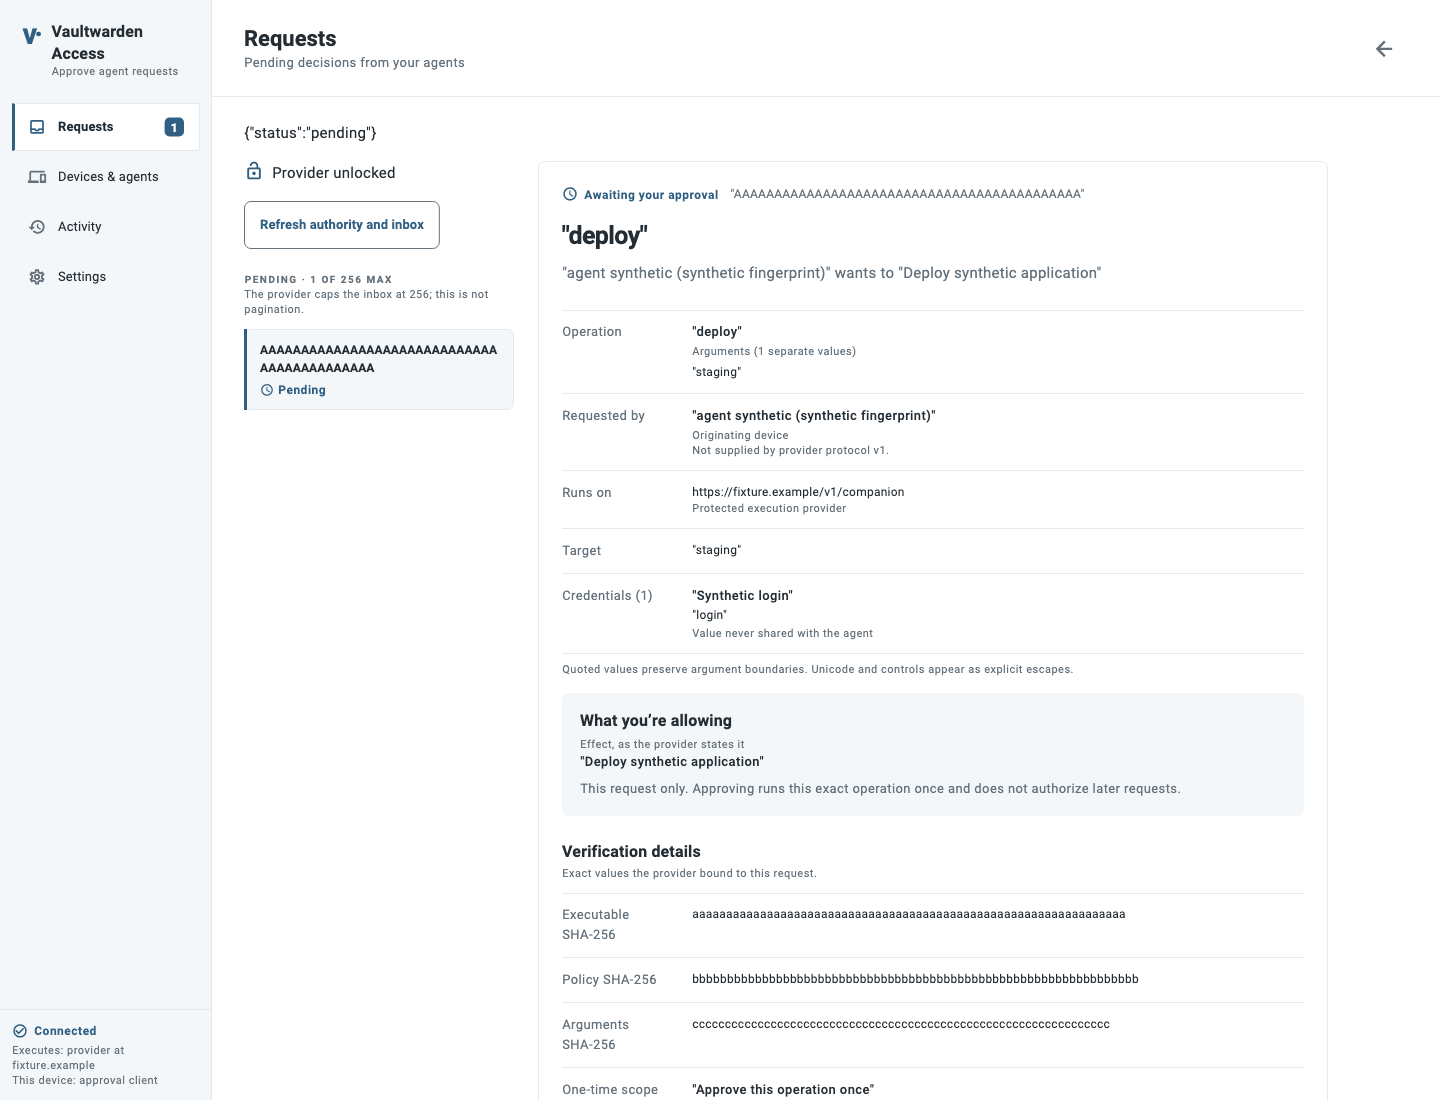 Vaultwarden
Access
Approve agent requests
Requests
1
Devices & agents
Activity
Settings
Connected
Executes: provider at
fixture.example
This device: approval client
Requests
Pending decisions from your agents
{"status":"pending"}
Provider unlocked
Refresh authority and inbox
PENDING · 1 OF 256 MAX
The provider caps the inbox at 256; this is not
pagination.
AAAAAAAAAAAAAAAAAAAAAAAAAAAAA
AAAAAAAAAAAAAA
Pending
Awaiting your approval "AAAAAAAAAAAAAAAAAAAAAAAAAAAAAAAAAAAAAAAAAAA"
"deploy"
"agent synthetic (synthetic fingerprint)" wants to "Deploy synthetic application"
Operation "deploy"
Arguments (1 separate values)
"staging"
Requested by "agent synthetic (synthetic fingerprint)"
Originating device
Not supplied by provider protocol v1.
Runs on https://fixture.example/v1/companion
Protected execution provider
Target "staging"
Credentials (1) "Synthetic login"
"login"
Value never shared with the agent
Quoted values preserve argument boundaries. Unicode and controls appear as explicit escapes.
What you’re allowing
Effect, as the provider states it
"Deploy synthetic application"
This request only. Approving runs this exact operation once and does not authorize later requests.
Verification details
Exact values the provider bound to this request.
Executable aaaaaaaaaaaaaaaaaaaaaaaaaaaaaaaaaaaaaaaaaaaaaaaaaaaaaaaaaaaaaaaa
SHA-256
Policy SHA-256 bbbbbbbbbbbbbbbbbbbbbbbbbbbbbbbbbbbbbbbbbbbbbbbbbbbbbbbbbbbbbbbb
Arguments cccccccccccccccccccccccccccccccccccccccccccccccccccccccccccccccc
SHA-256
One-time scope "Approve this operation once"